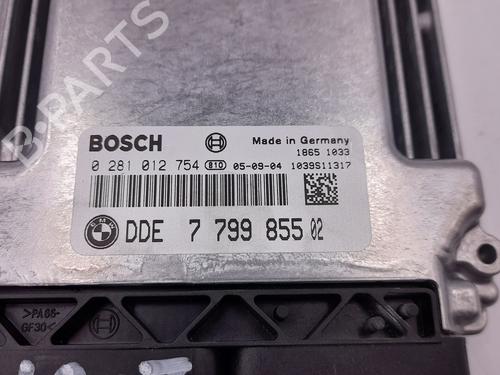 B-PARTS
BOSCH
Made in Germany
1865 1033
0 281 012 754 810 05-09-04 1039S11317
BMW
DDE 7 799 855 02
>PA66-
GF30<